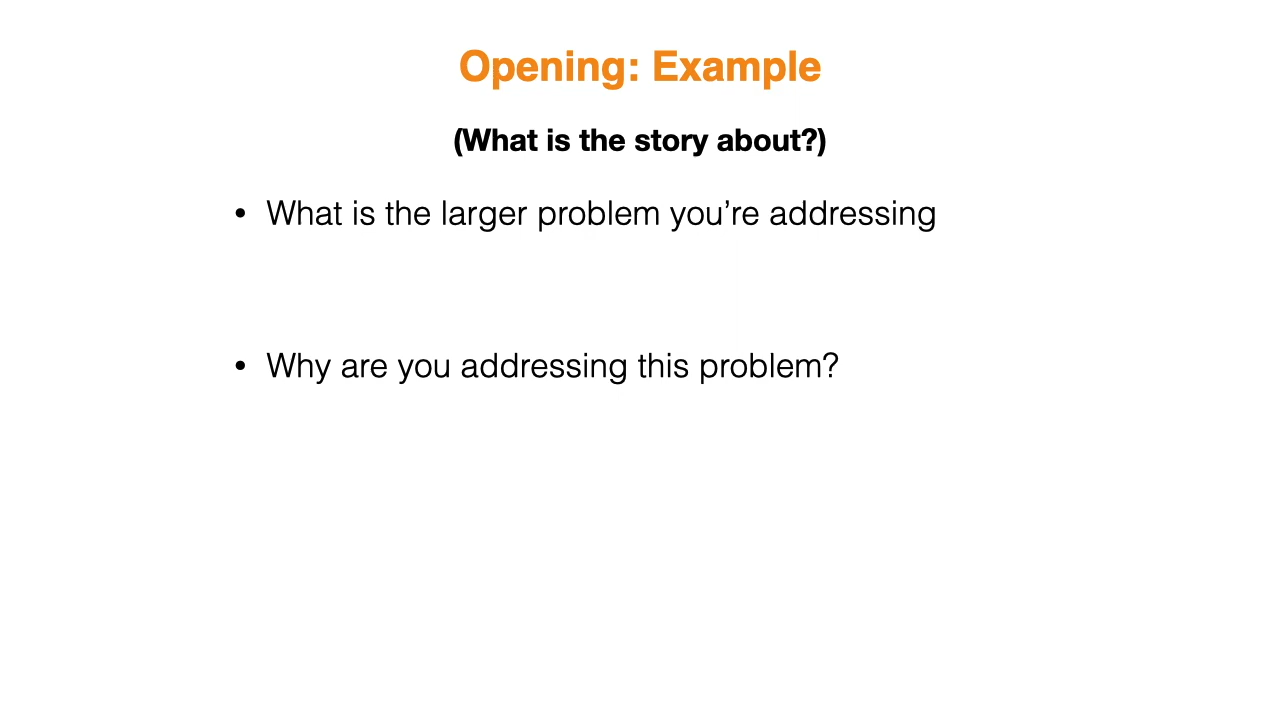 Opening: Example
(What is the story about?)
• What is the larger problem you’re addressing
• Why are you addressing this problem?